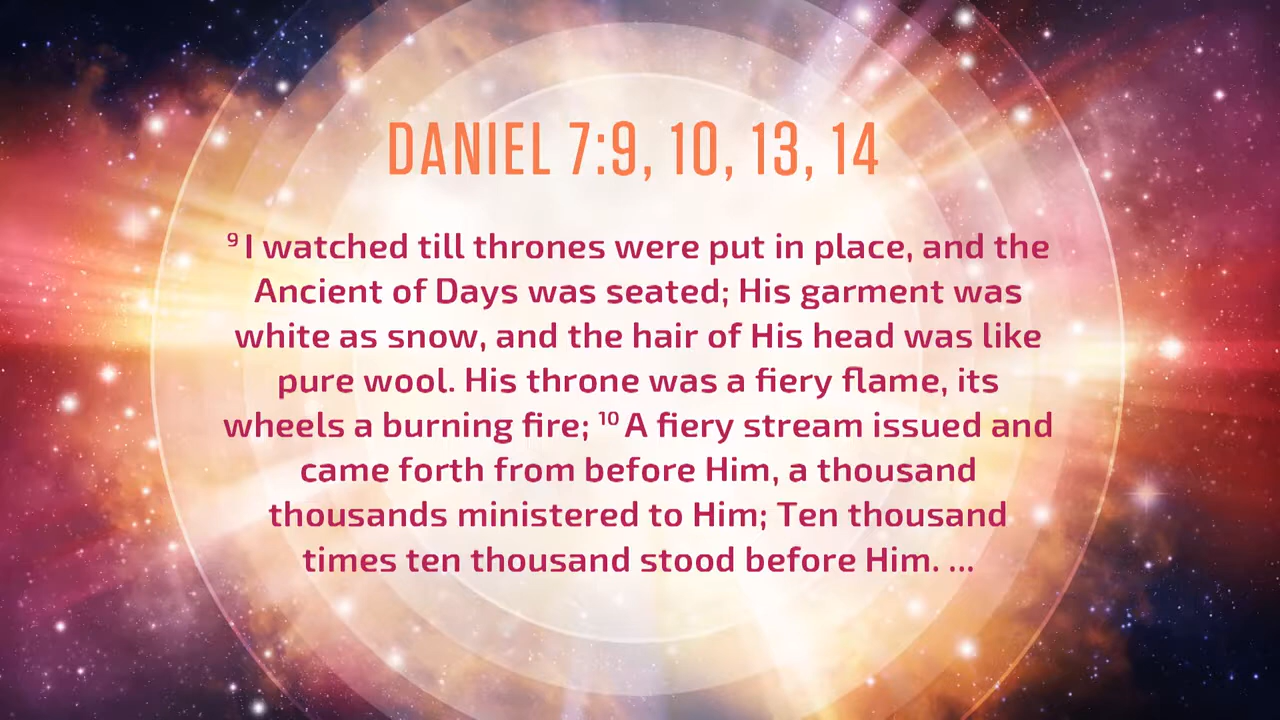 DANIEL 7:9, 10, 13, 14
⁹ I watched till thrones were put in place, and the
Ancient of Days was seated; His garment was
white as snow, and the hair of His head was like
pure wool. His throne was a fiery flame, its
wheels a burning fire; ¹⁰ A fiery stream issued and
came forth from before Him, a thousand
thousands ministered to Him; Ten thousand
times ten thousand stood before Him. ...